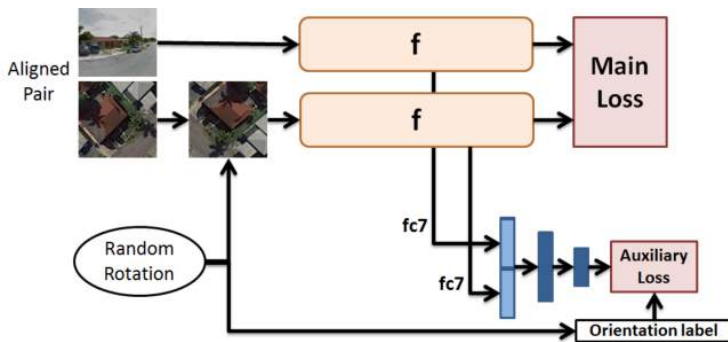 Aligned
Pair
f
f
Main
Loss
fc7
fc7
Random
Rotation
Auxiliary
Loss
Orientation label